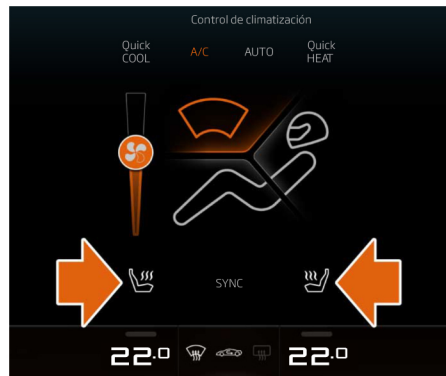 Control de climatización
Quick COOL A/C AUTO Quick HEAT
SYNC
22.0 22.0